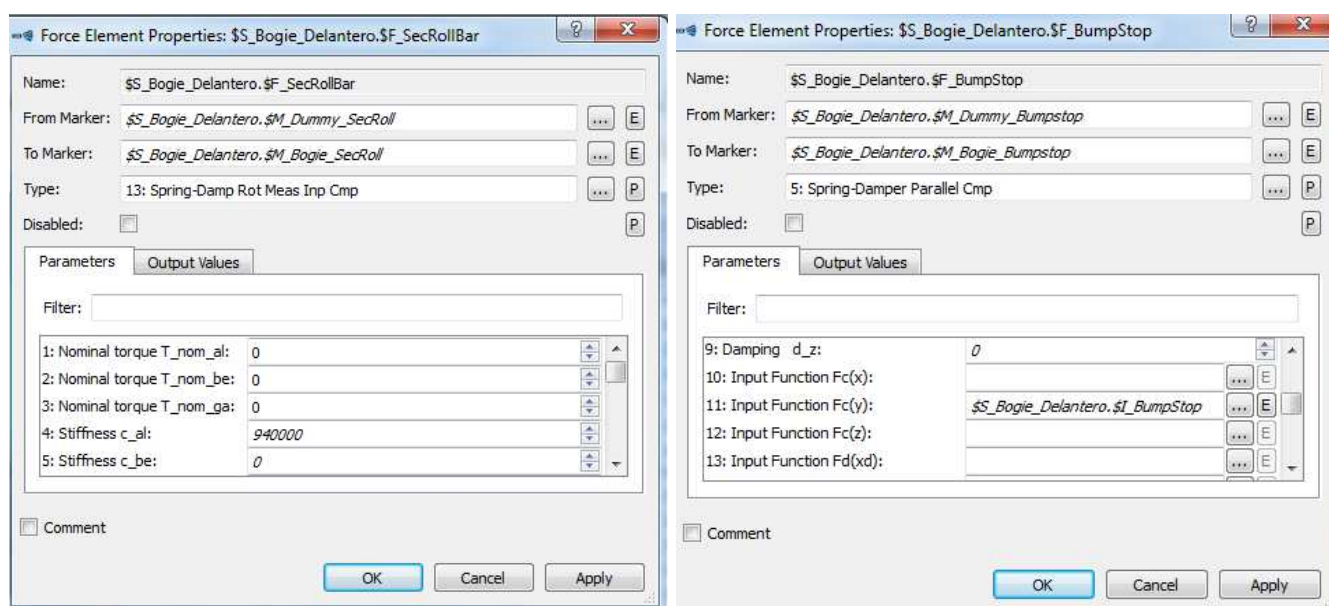 Force Element Properties: $S_Bogie_Delantero.$F_SecRollBar
Name: $S_Bogie_Delantero.$F_SecRollBar
From Marker: $S_Bogie_Delantero.$M_Dummy_SecRoll ... E
To Marker: $S_Bogie_Delantero.$M_Bogie_SecRoll ... E
Type: 13: Spring-Damp Rot Meas Inp Cmp ... P
Disabled: P
Parameters Output Values
Filter:
1: Nominal torque T_nom_al: 0
2: Nominal torque T_nom_be: 0
3: Nominal torque T_nom_ga: 0
4: Stiffness c_al: 940000
5: Stiffness c_be: 0
Comment
OK Cancel Apply
Force Element Properties: $S_Bogie_Delantero.$F_BumpStop
Name: $S_Bogie_Delantero.$F_BumpStop
From Marker: $S_Bogie_Delantero.$M_Dummy_Bumpstop ... E
To Marker: $S_Bogie_Delantero.$M_Bogie_Bumpstop ... E
Type: 5: Spring-Damper Parallel Cmp ... P
Disabled: P
Parameters Output Values
Filter:
9: Damping d_z: 0
10: Input Function Fc(x): ... E
11: Input Function Fc(y): $S_Bogie_Delantero.$I_BumpStop ... E
12: Input Function Fc(z): ... E
13: Input Function Fd(xd): ... E
Comment
OK Cancel Apply